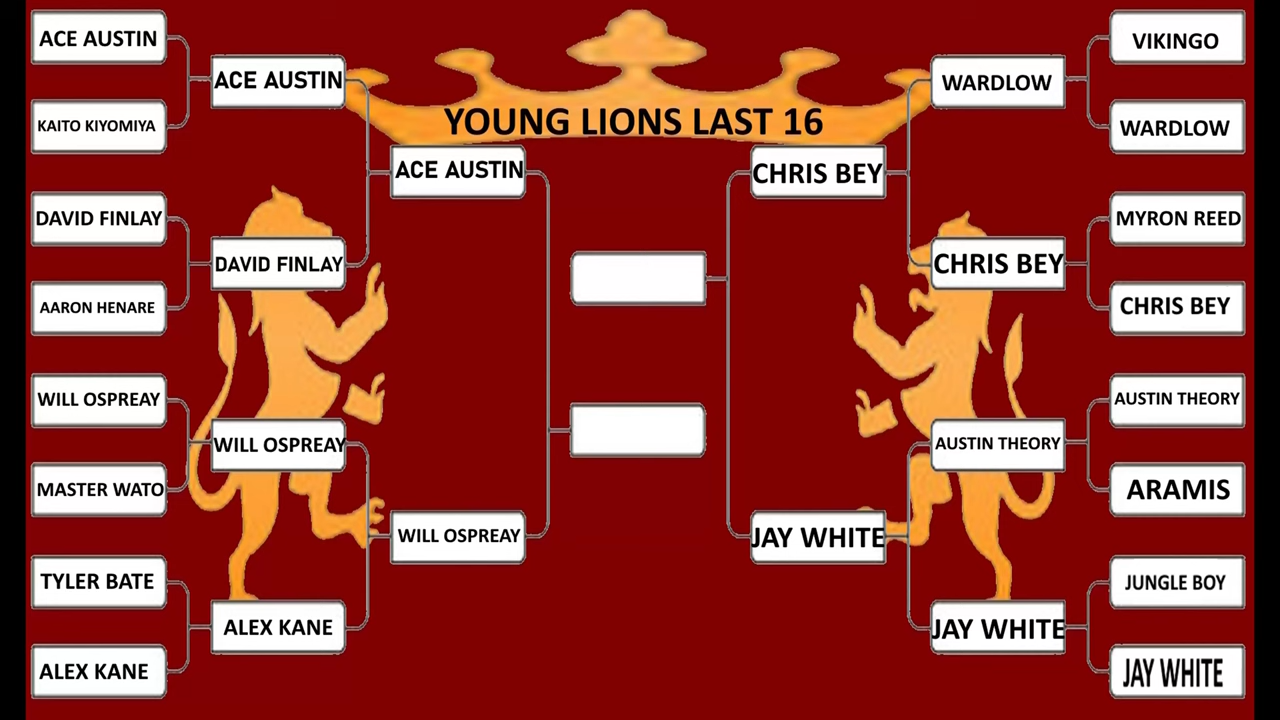 ACE AUSTIN
KAITO KIYOMIYA
DAVID FINLAY
AARON HENARE
WILL OSPREAY
MASTER WATO
TYLER BATE
ALEX KANE
ACE AUSTIN
DAVID FINLAY
WILL OSPREAY
ALEX KANE
ACE AUSTIN
WILL OSPREAY
YOUNG LIONS LAST 16
CHRIS BEY
JAY WHITE
WARDLOW
CHRIS BEY
AUSTIN THEORY
JAY WHITE
VIKINGO
WARDLOW
MYRON REED
CHRIS BEY
AUSTIN THEORY
ARAMIS
JUNGLE BOY
JAY WHITE